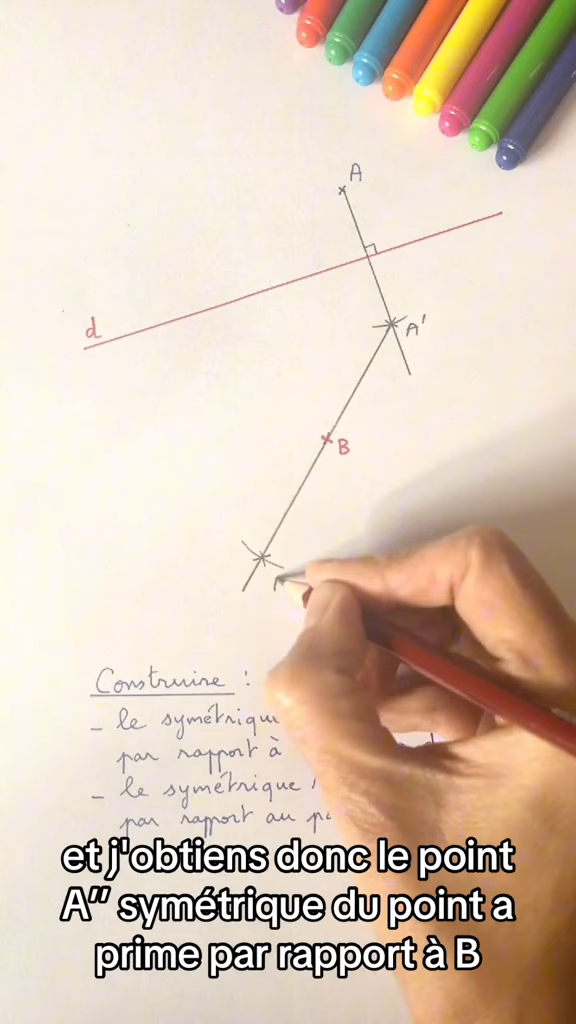 A
d
A'
B
Construire :
- le symétrique
par rapport à
- le symétrique
par rapport au
et j'obtiens donc le point
A’’ symétrique du point a
prime par rapport à B